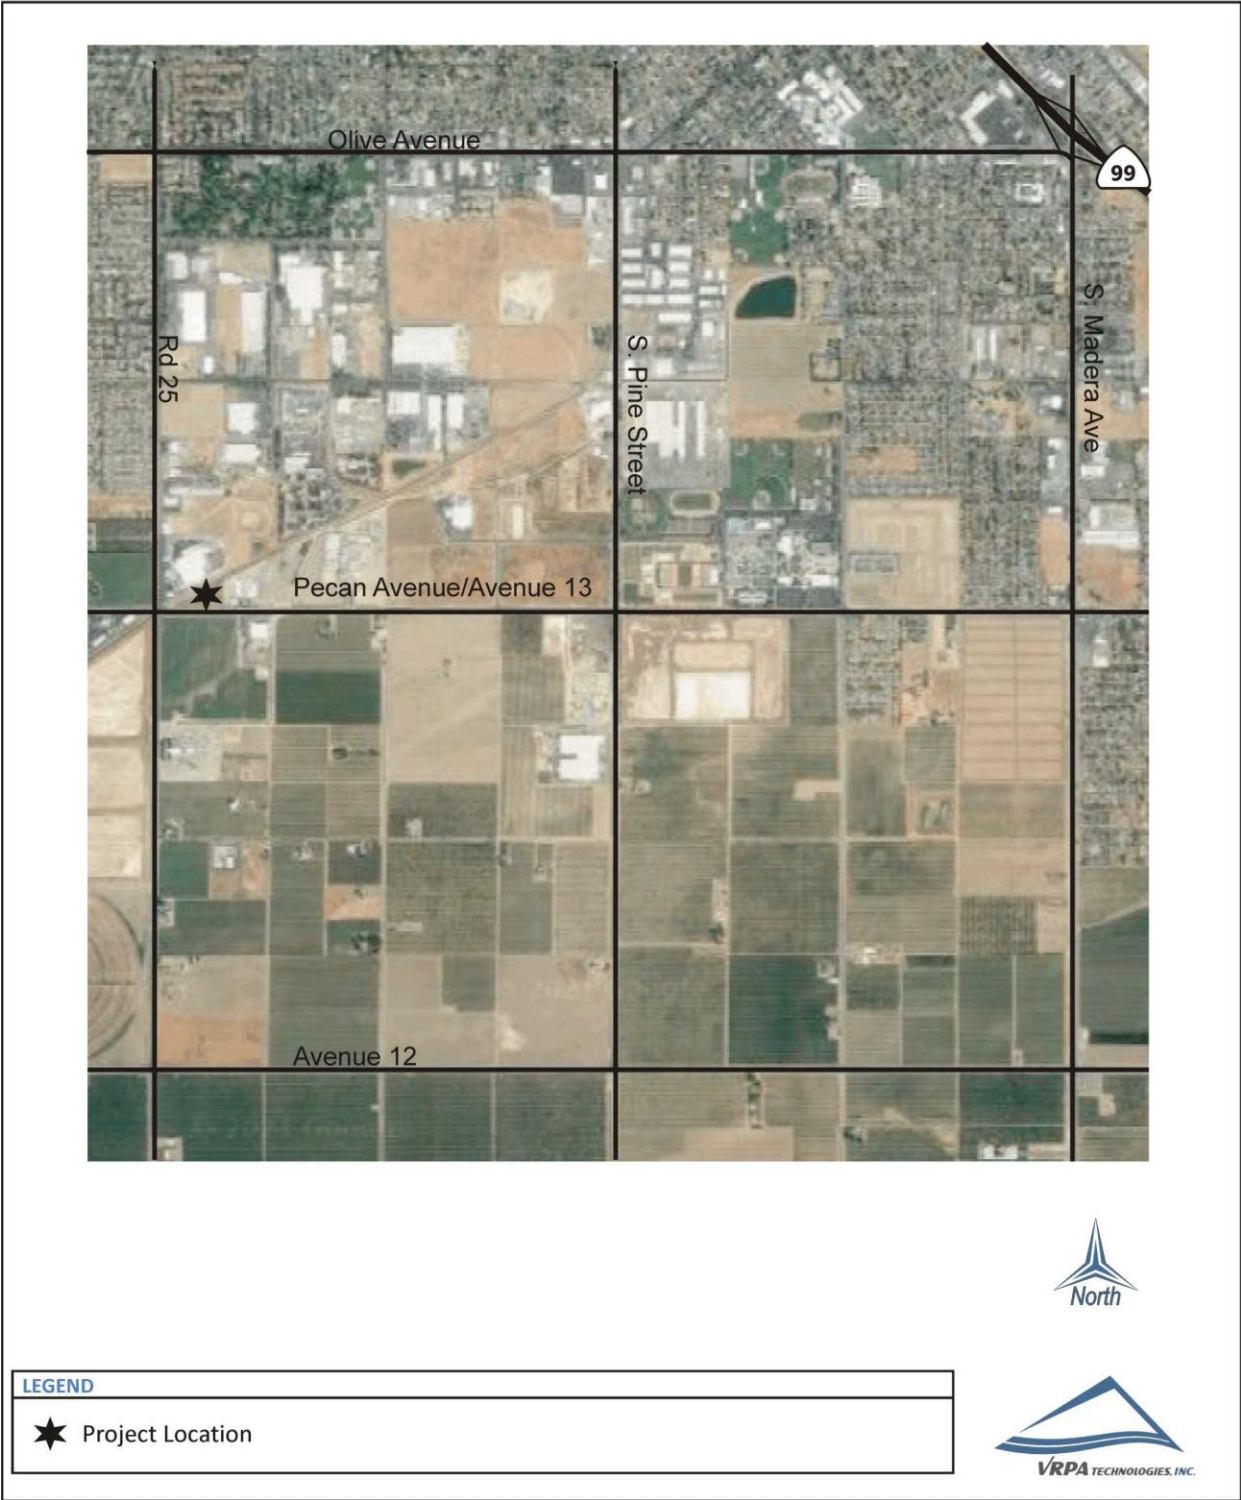 Olive Avenue
99
Rd 25
S. Pine Street
S. Madera Ave
Pecan Avenue/Avenue 13
Avenue 12
North
LEGEND
Project Location
VRPA TECHNOLOGIES, INC.